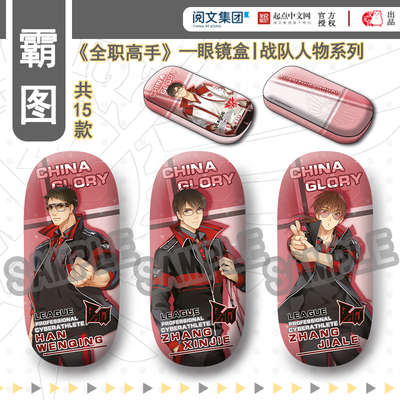 霸图
阅文集团
起点中文网
官方授权
出品
《全职高手》一眼镜盒|战队人物系列
共15款
CHINA
GLORY
LEAGUE
PROFESSIONAL
CYBERATHLETE
HAN
WENQING
SAMPLE
CHINA
GLORY
LEAGUE
PROFESSIONAL
CYBERATHLETE
ZHANG
XINJIE
SAMPLE
CHINA
GLORY
LEAGUE
PROFESSIONAL
CYBERATHLETE
ZHANG
JIALE
SAMPLE